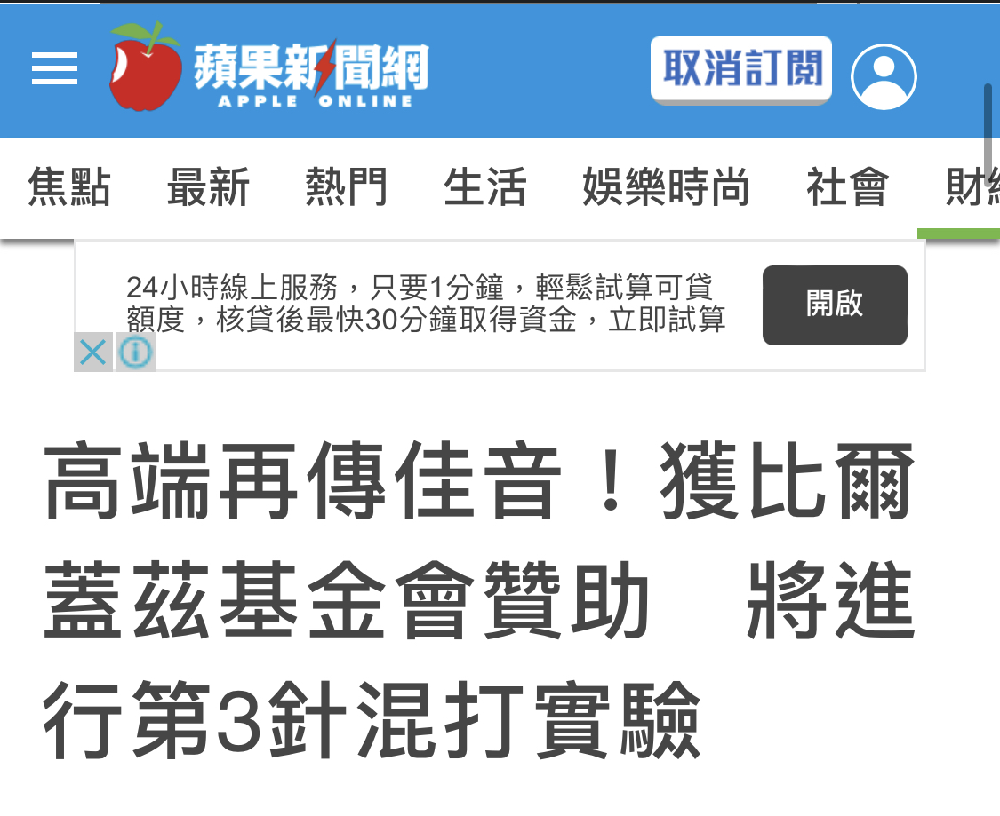 蘋果新聞網
APPLE ONLINE
取消訂閱
焦點 最新 熱門 生活 娛樂時尚 社會 財
24小時線上服務，只要1分鐘，輕鬆試算可貸
額度，核貸後最快30分鐘取得資金，立即試算
開啟
高端再傳佳音！獲比爾
蓋茲基金會贊助　將進
行第3針混打實驗